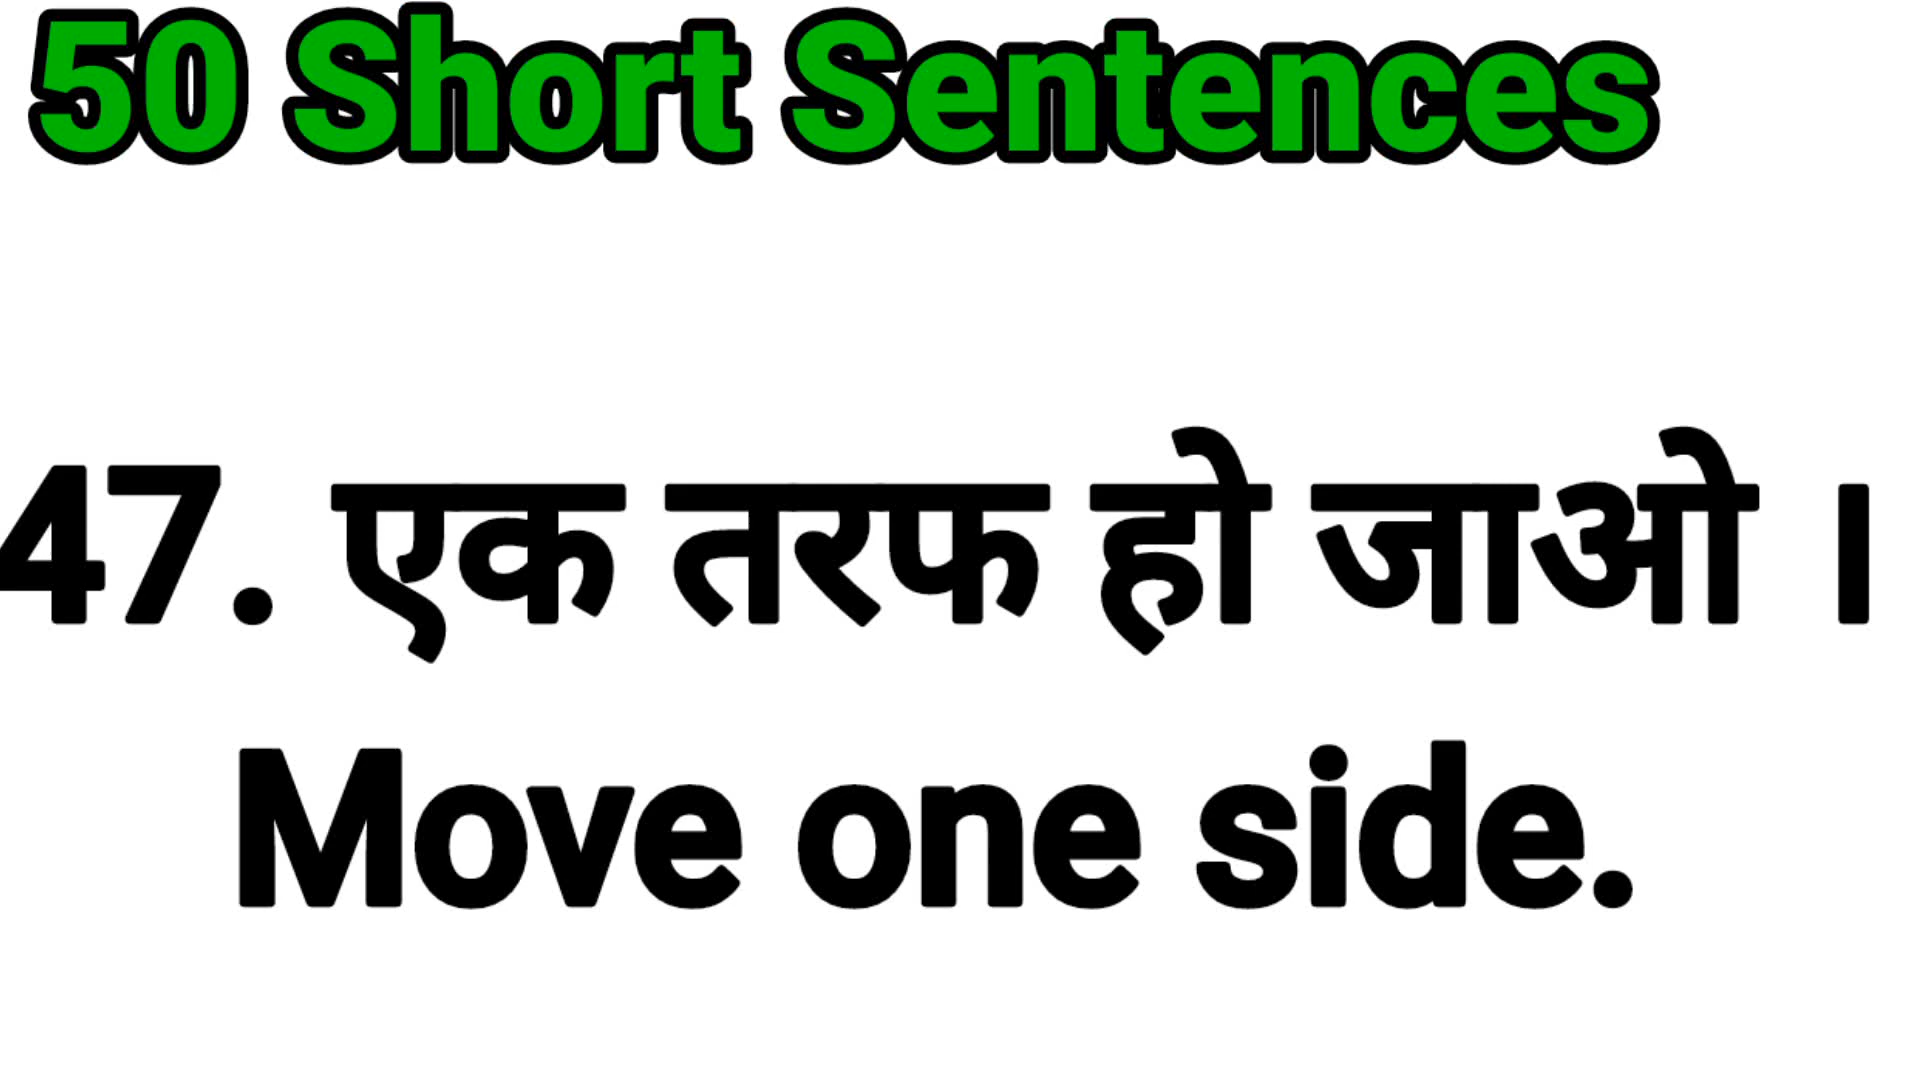 50 Short Sentences
47. एक तरफ हो जाओ ।
Move one side.